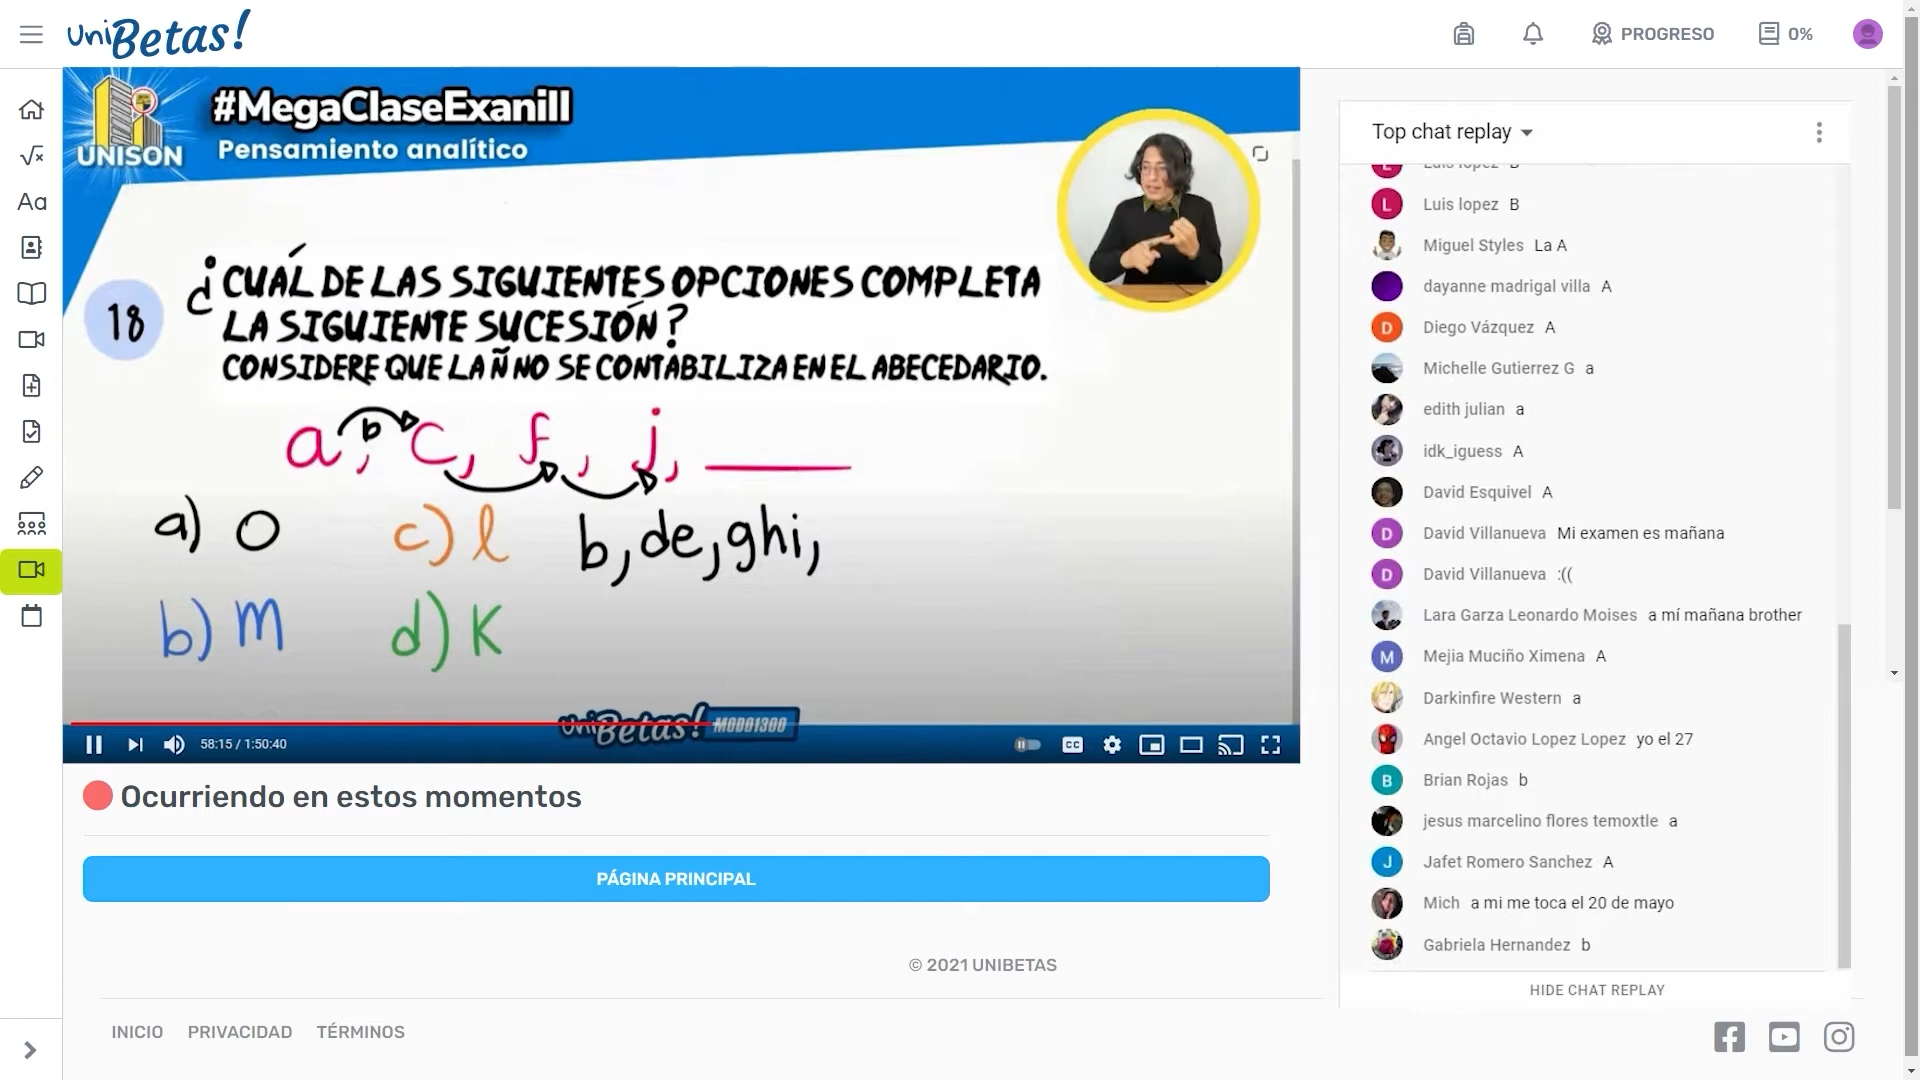 UniBetas!
PROGRESO
0%
UNISON
#MegaClaseExanill
Pensamiento analítico
18
¿CUÁL DE LAS SIGUIENTES OPCIONES COMPLETA
LA SIGUIENTE SUCESIÓN?
CONSIDERE QUE LA Ñ NO SE CONTABILIZA EN EL ABECEDARIO.
b
a, c, f, j, ______
a) O
c) l
b, de, ghi,
b) m
d) K
UniBetas! MODO1300
58:15 / 1:50:40
CC
Ocurriendo en estos momentos
PÁGINA PRINCIPAL
© 2021 UNIBETAS
INICIO PRIVACIDAD TÉRMINOS
Top chat replay
Luis lopez B
L Luis lopez B
Miguel Styles La A
dayanne madrigal villa A
D Diego Vázquez A
Michelle Gutierrez G a
edith julian a
idk_iguess A
David Esquivel A
D David Villanueva Mi examen es mañana
D David Villanueva :((
Lara Garza Leonardo Moises a mí mañana brother
M Mejia Muciño Ximena A
Darkinfire Western a
Angel Octavio Lopez Lopez yo el 27
B Brian Rojas b
jesus marcelino flores temoxtle a
J Jafet Romero Sanchez A
Mich a mi me toca el 20 de mayo
Gabriela Hernandez b
HIDE CHAT REPLAY
Aa